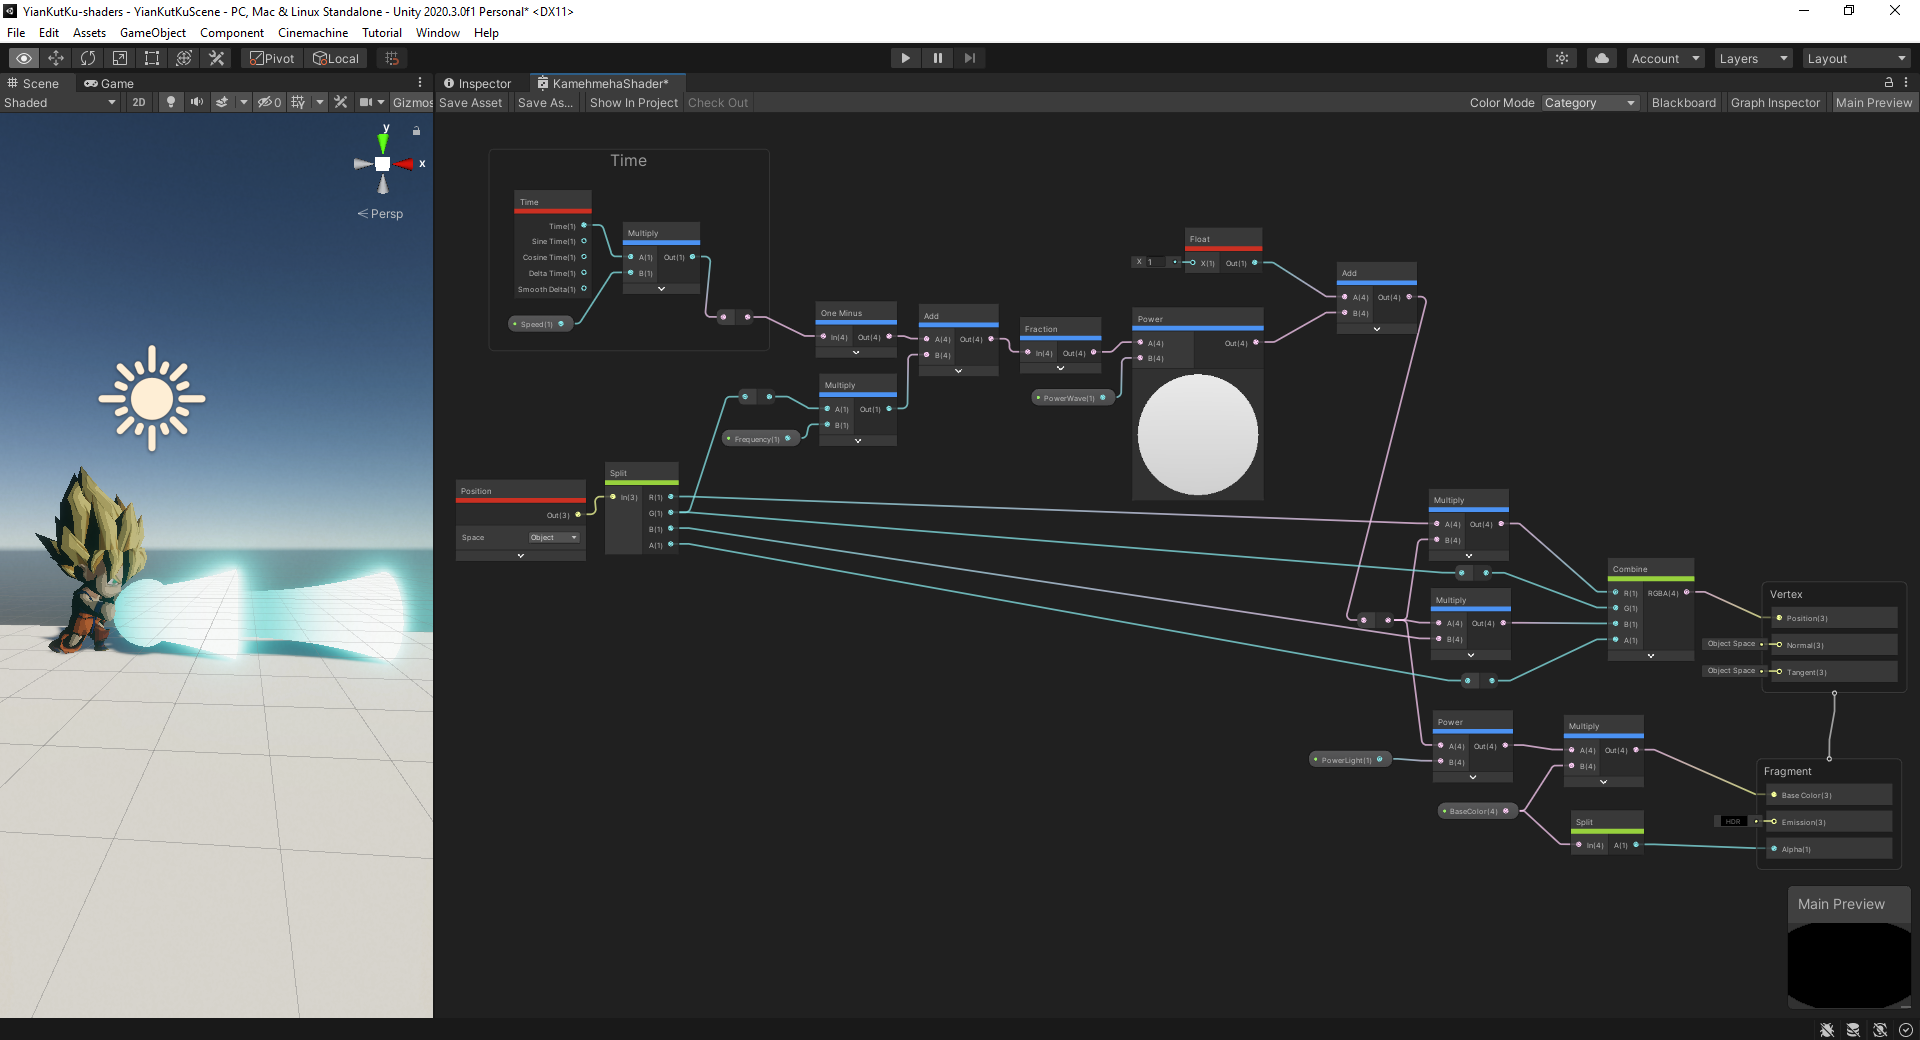 YianKutKu-shaders - YianKutKuScene - PC, Mac & Linux Standalone - Unity 2020.3.0f1 Personal* <DX11>
File Edit Assets GameObject Component Cinemachine Tutorial Window Help
Pivot Local Account Layers Layout
Scene Game
Shaded 2D 0 Gizmos
y
x
Persp
Inspector KamehmehaShader*
Save Asset Save As... Show In Project Check Out Color Mode Category Blackboard Graph Inspector Main Preview
Time
Time
Time(1)
Sine Time(1)
Cosine Time(1)
Delta Time(1)
Smooth Delta(1)
Speed(1)
Multiply
A(1) Out(1)
B(1)
One Minus
In(4) Out(4)
Add
A(4) Out(4)
B(4)
Fraction
In(4) Out(4)
Power
A(4) Out(4)
B(4)
PowerWave(1)
X 1
Float
X(1) Out(1)
Add
A(4) Out(4)
B(4)
Multiply
A(1) Out(1)
B(1)
Frequency(1)
Position
Out(3)
Space Object
Split
In(3) R(1)
G(1)
B(1)
A(1)
Multiply
A(4) Out(4)
B(4)
Multiply
A(4) Out(4)
B(4)
Combine
R(1) RGBA(4)
G(1)
B(1)
A(1)
Vertex
Position(3)
Object Space Normal(3)
Object Space Tangent(3)
Power
A(4) Out(4)
B(4)
PowerLight(1)
Multiply
A(4) Out(4)
B(4)
BaseColor(4)
Split
In(4) A(1)
Fragment
Base Color(3)
HDR Emission(3)
Alpha(1)
Main Preview